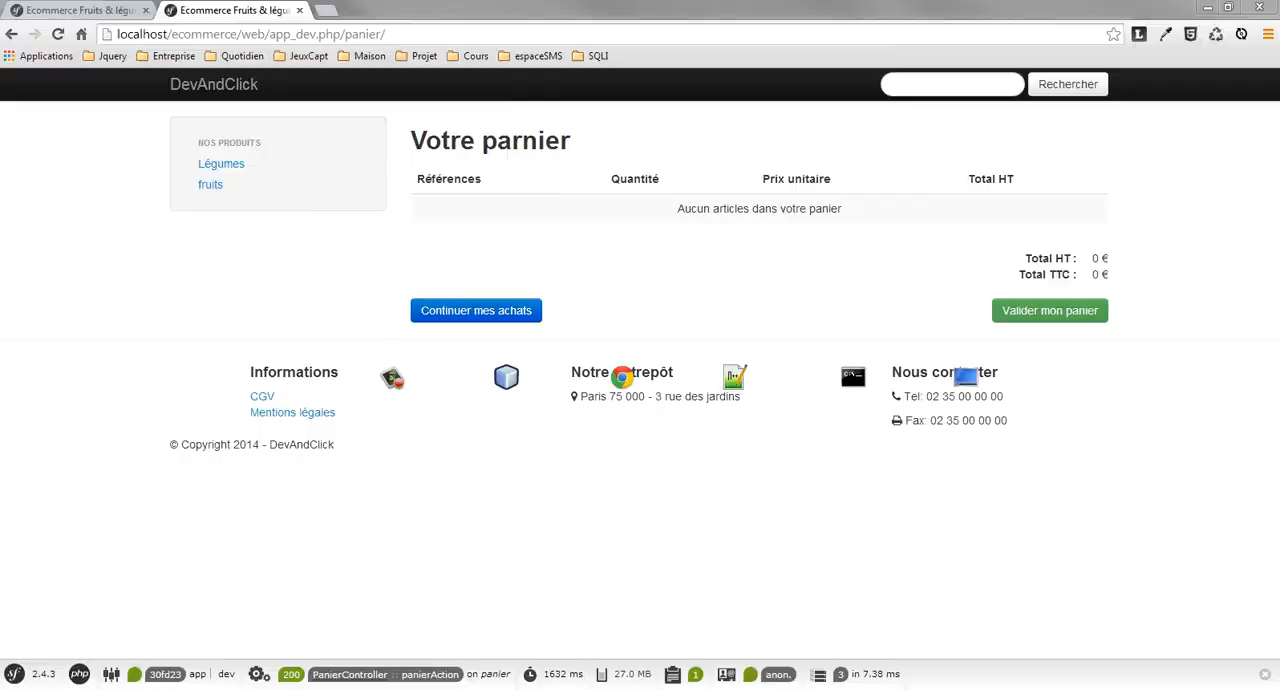 Ecommerce Fruits & légu
Ecommerce Fruits & légu
localhost/ecommerce/web/app_dev.php/panier/
Applications Jquery Entreprise Quotidien JeuxCapt Maison Projet Cours espaceSMS SQLI
DevAndClick
Rechercher
NOS PRODUITS
Légumes
fruits
Votre parnier
Références Quantité Prix unitaire Total HT
Aucun articles dans votre panier
Total HT : 0 €
Total TTC : 0 €
Continuer mes achats
Valider mon panier
Informations
CGV
Mentions légales
Notre
Paris 75 000 - 3 rue des jardins
Nous
Tel: 02 35 00 00 00
Fax: 02 35 00 00 00
© Copyright 2014 - DevAndClick
sf 2.4.3 php 30fd23 app | dev 200 PanierController :: panierAction on panier 1632 ms 27.0 MB 1 anon. 3 in 7.38 ms